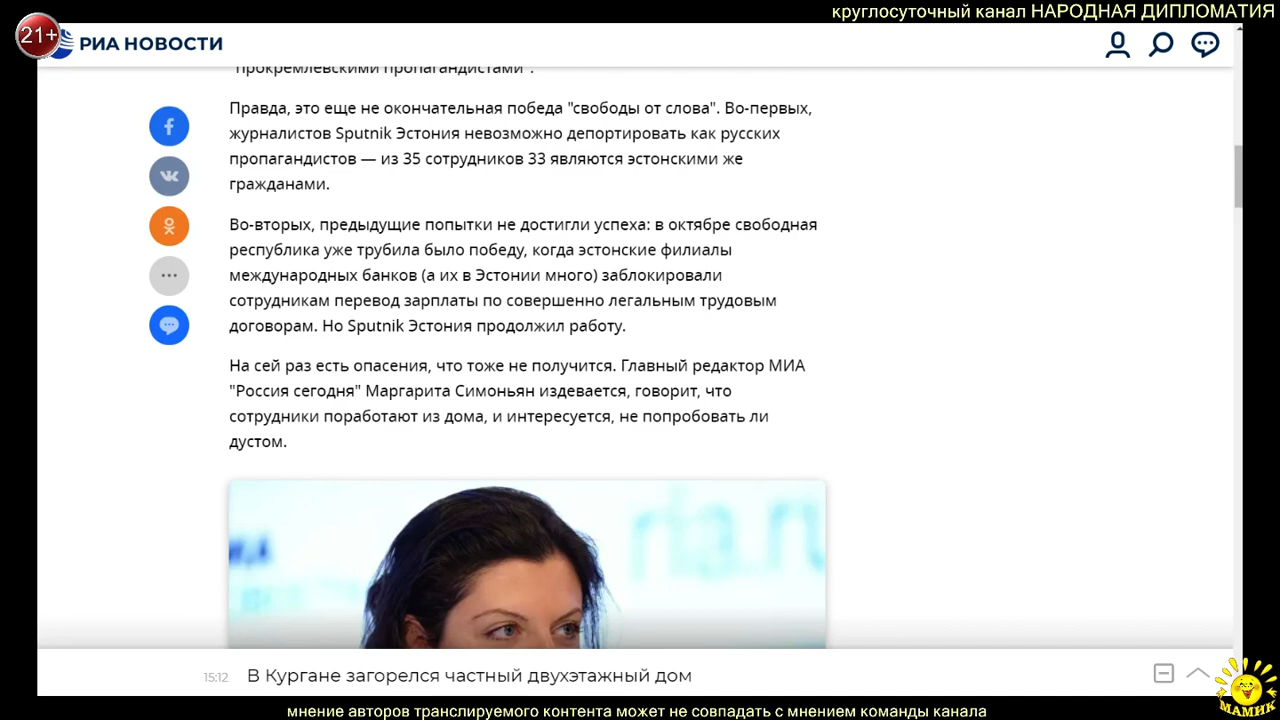 круглосуточный канал НАРОДНАЯ ДИПЛОМАТИЯ
21+
РИА НОВОСТИ
"прокремлевскими пропагандистами".
Правда, это еще не окончательная победа "свободы от слова". Во-первых,
журналистов Sputnik Эстония невозможно депортировать как русских
пропагандистов — из 35 сотрудников 33 являются эстонскими же
гражданами.
Во-вторых, предыдущие попытки не достигли успеха: в октябре свободная
республика уже трубила было победу, когда эстонские филиалы
международных банков (а их в Эстонии много) заблокировали
сотрудникам перевод зарплаты по совершенно легальным трудовым
договорам. Но Sputnik Эстония продолжил работу.
На сей раз есть опасения, что тоже не получится. Главный редактор МИА
"Россия сегодня" Маргарита Симоньян издевается, говорит, что
сотрудники поработают из дома, и интересуется, не попробовать ли
дустом.
ria.ru
15:12 В Кургане загорелся частный двухэтажный дом
МАМИК
мнение авторов транслируемого контента может не совпадать с мнением команды канала